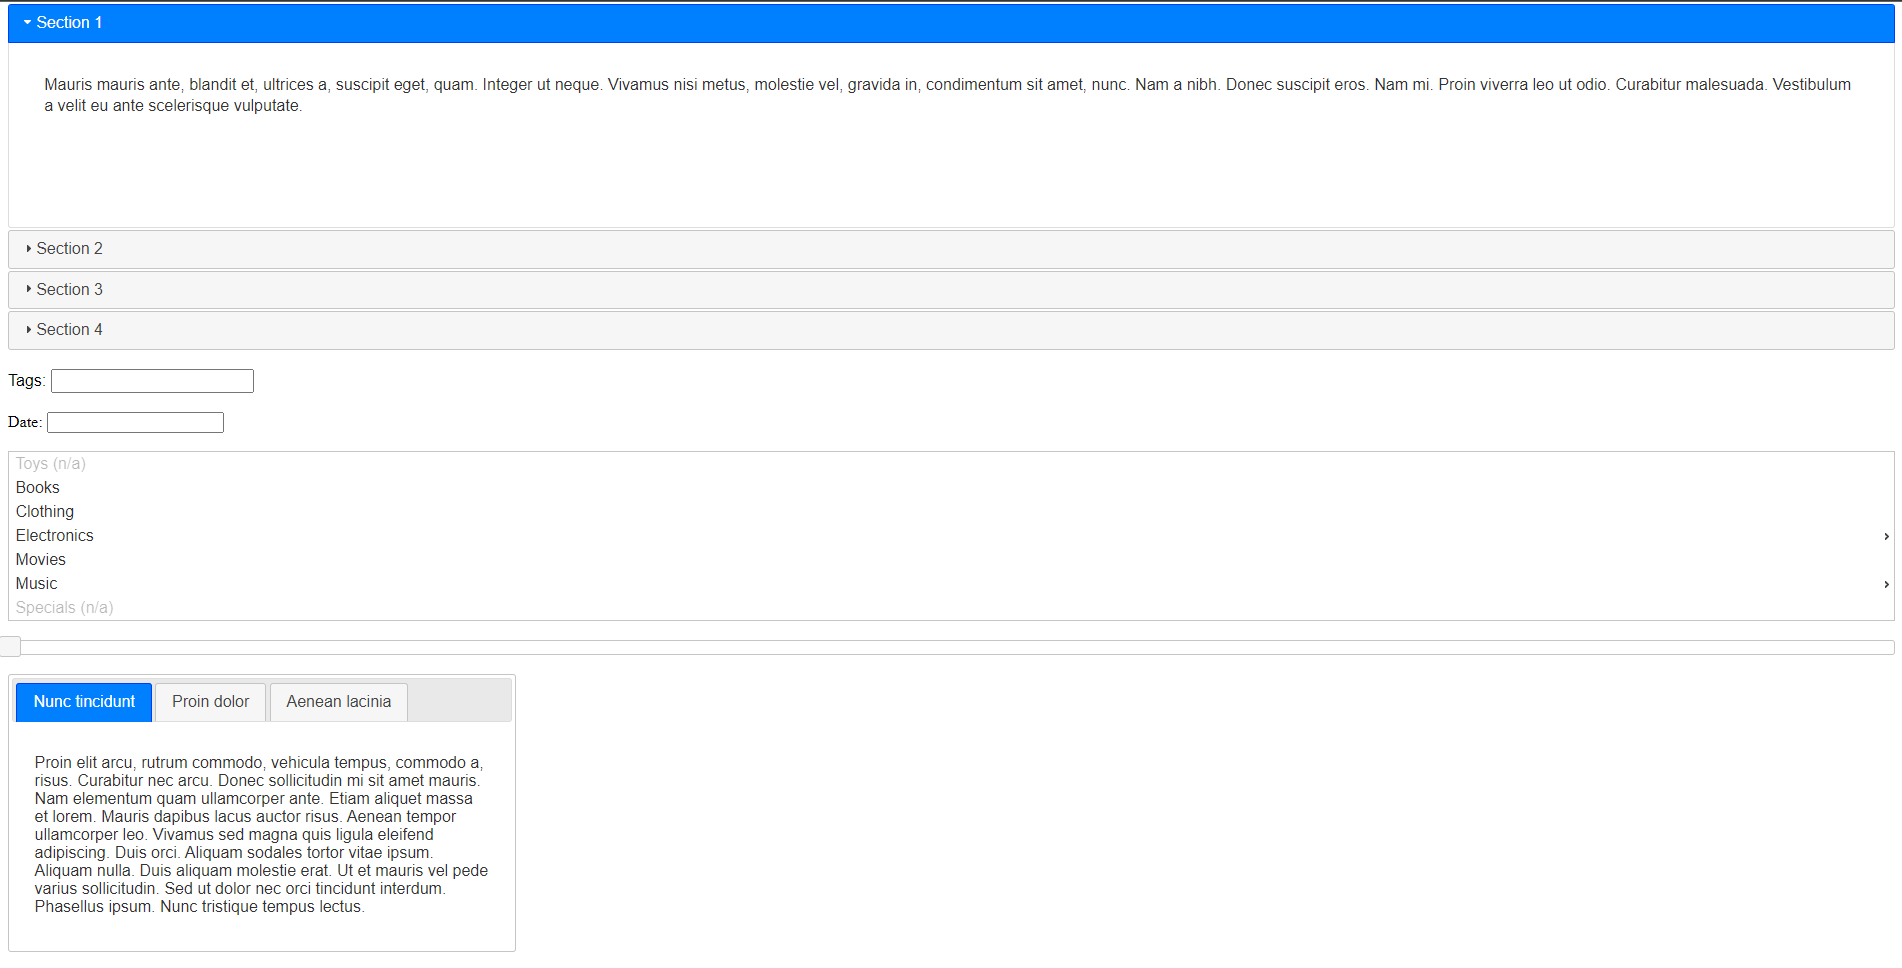 Section 1
Mauris mauris ante, blandit et, ultrices a, suscipit eget, quam. Integer ut neque. Vivamus nisi metus, molestie vel, gravida in, condimentum sit amet, nunc. Nam a nibh. Donec suscipit eros. Nam mi. Proin viverra leo ut odio. Curabitur malesuada. Vestibulum
a velit eu ante scelerisque vulputate.
Section 2
Section 3
Section 4
Tags:
Date:
Toys (n/a)
Books
Clothing
Electronics
Movies
Music
Specials (n/a)
Nunc tincidunt Proin dolor Aenean lacinia
Proin elit arcu, rutrum commodo, vehicula tempus, commodo a,
risus. Curabitur nec arcu. Donec sollicitudin mi sit amet mauris.
Nam elementum quam ullamcorper ante. Etiam aliquet massa
et lorem. Mauris dapibus lacus auctor risus. Aenean tempor
ullamcorper leo. Vivamus sed magna quis ligula eleifend
adipiscing. Duis orci. Aliquam sodales tortor vitae ipsum.
Aliquam nulla. Duis aliquam molestie erat. Ut et mauris vel pede
varius sollicitudin. Sed ut dolor nec orci tincidunt interdum.
Phasellus ipsum. Nunc tristique tempus lectus.